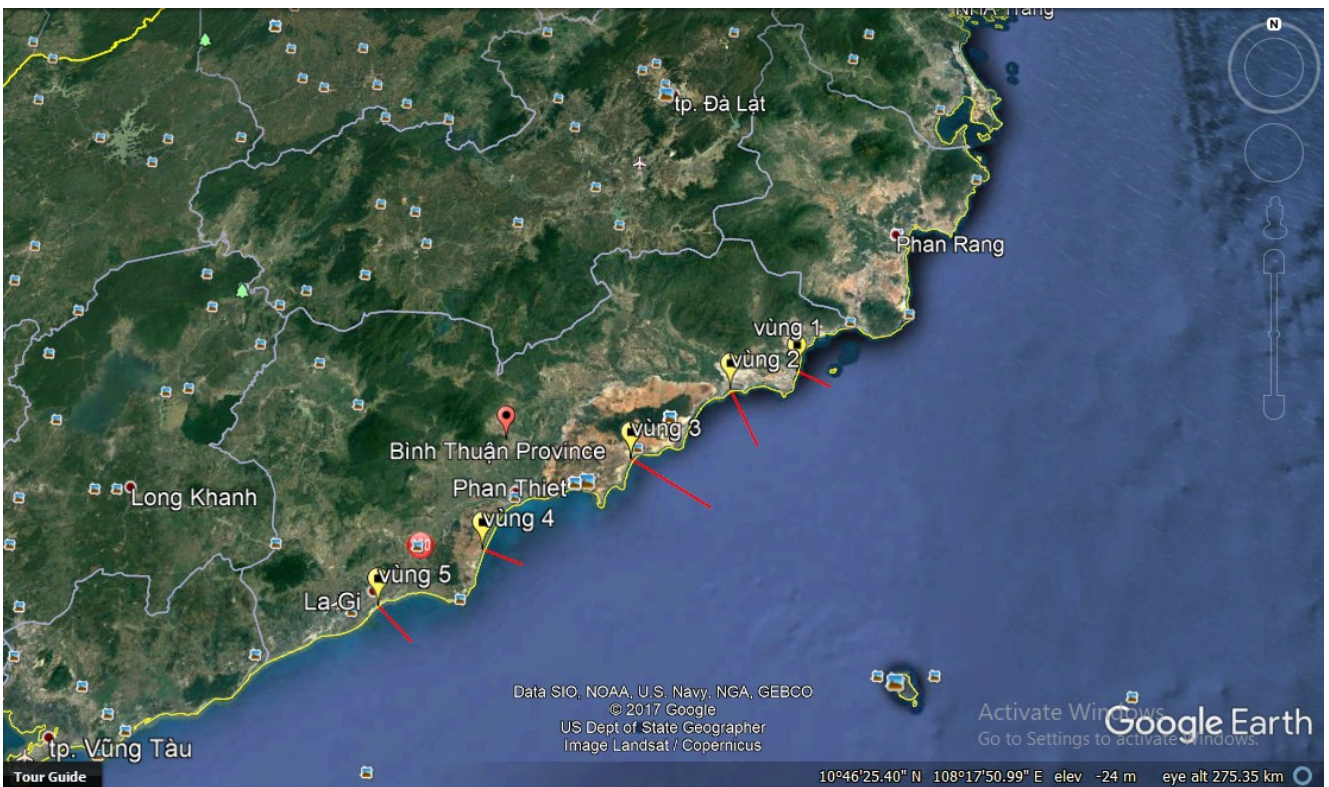 NHA Trang
tp. Đà Lạt
Phan Rang
vùng 1
vùng 2
vùng 3
Bình Thuận Province
Phan Thiet
Long Khanh
vùng 4
vùng 5
La Gi
Data SIO, NOAA, U.S. Navy, NGA, GEBCO
© 2017 Google
US Dept of State Geographer
Image Landsat / Copernicus
Activate Windows
Go to Settings to activate Windows.
Google Earth
tp. Vũng Tàu
Tour Guide
10°46'25.40" N 108°17'50.99" E elev -24 m eye alt 275.35 km
N